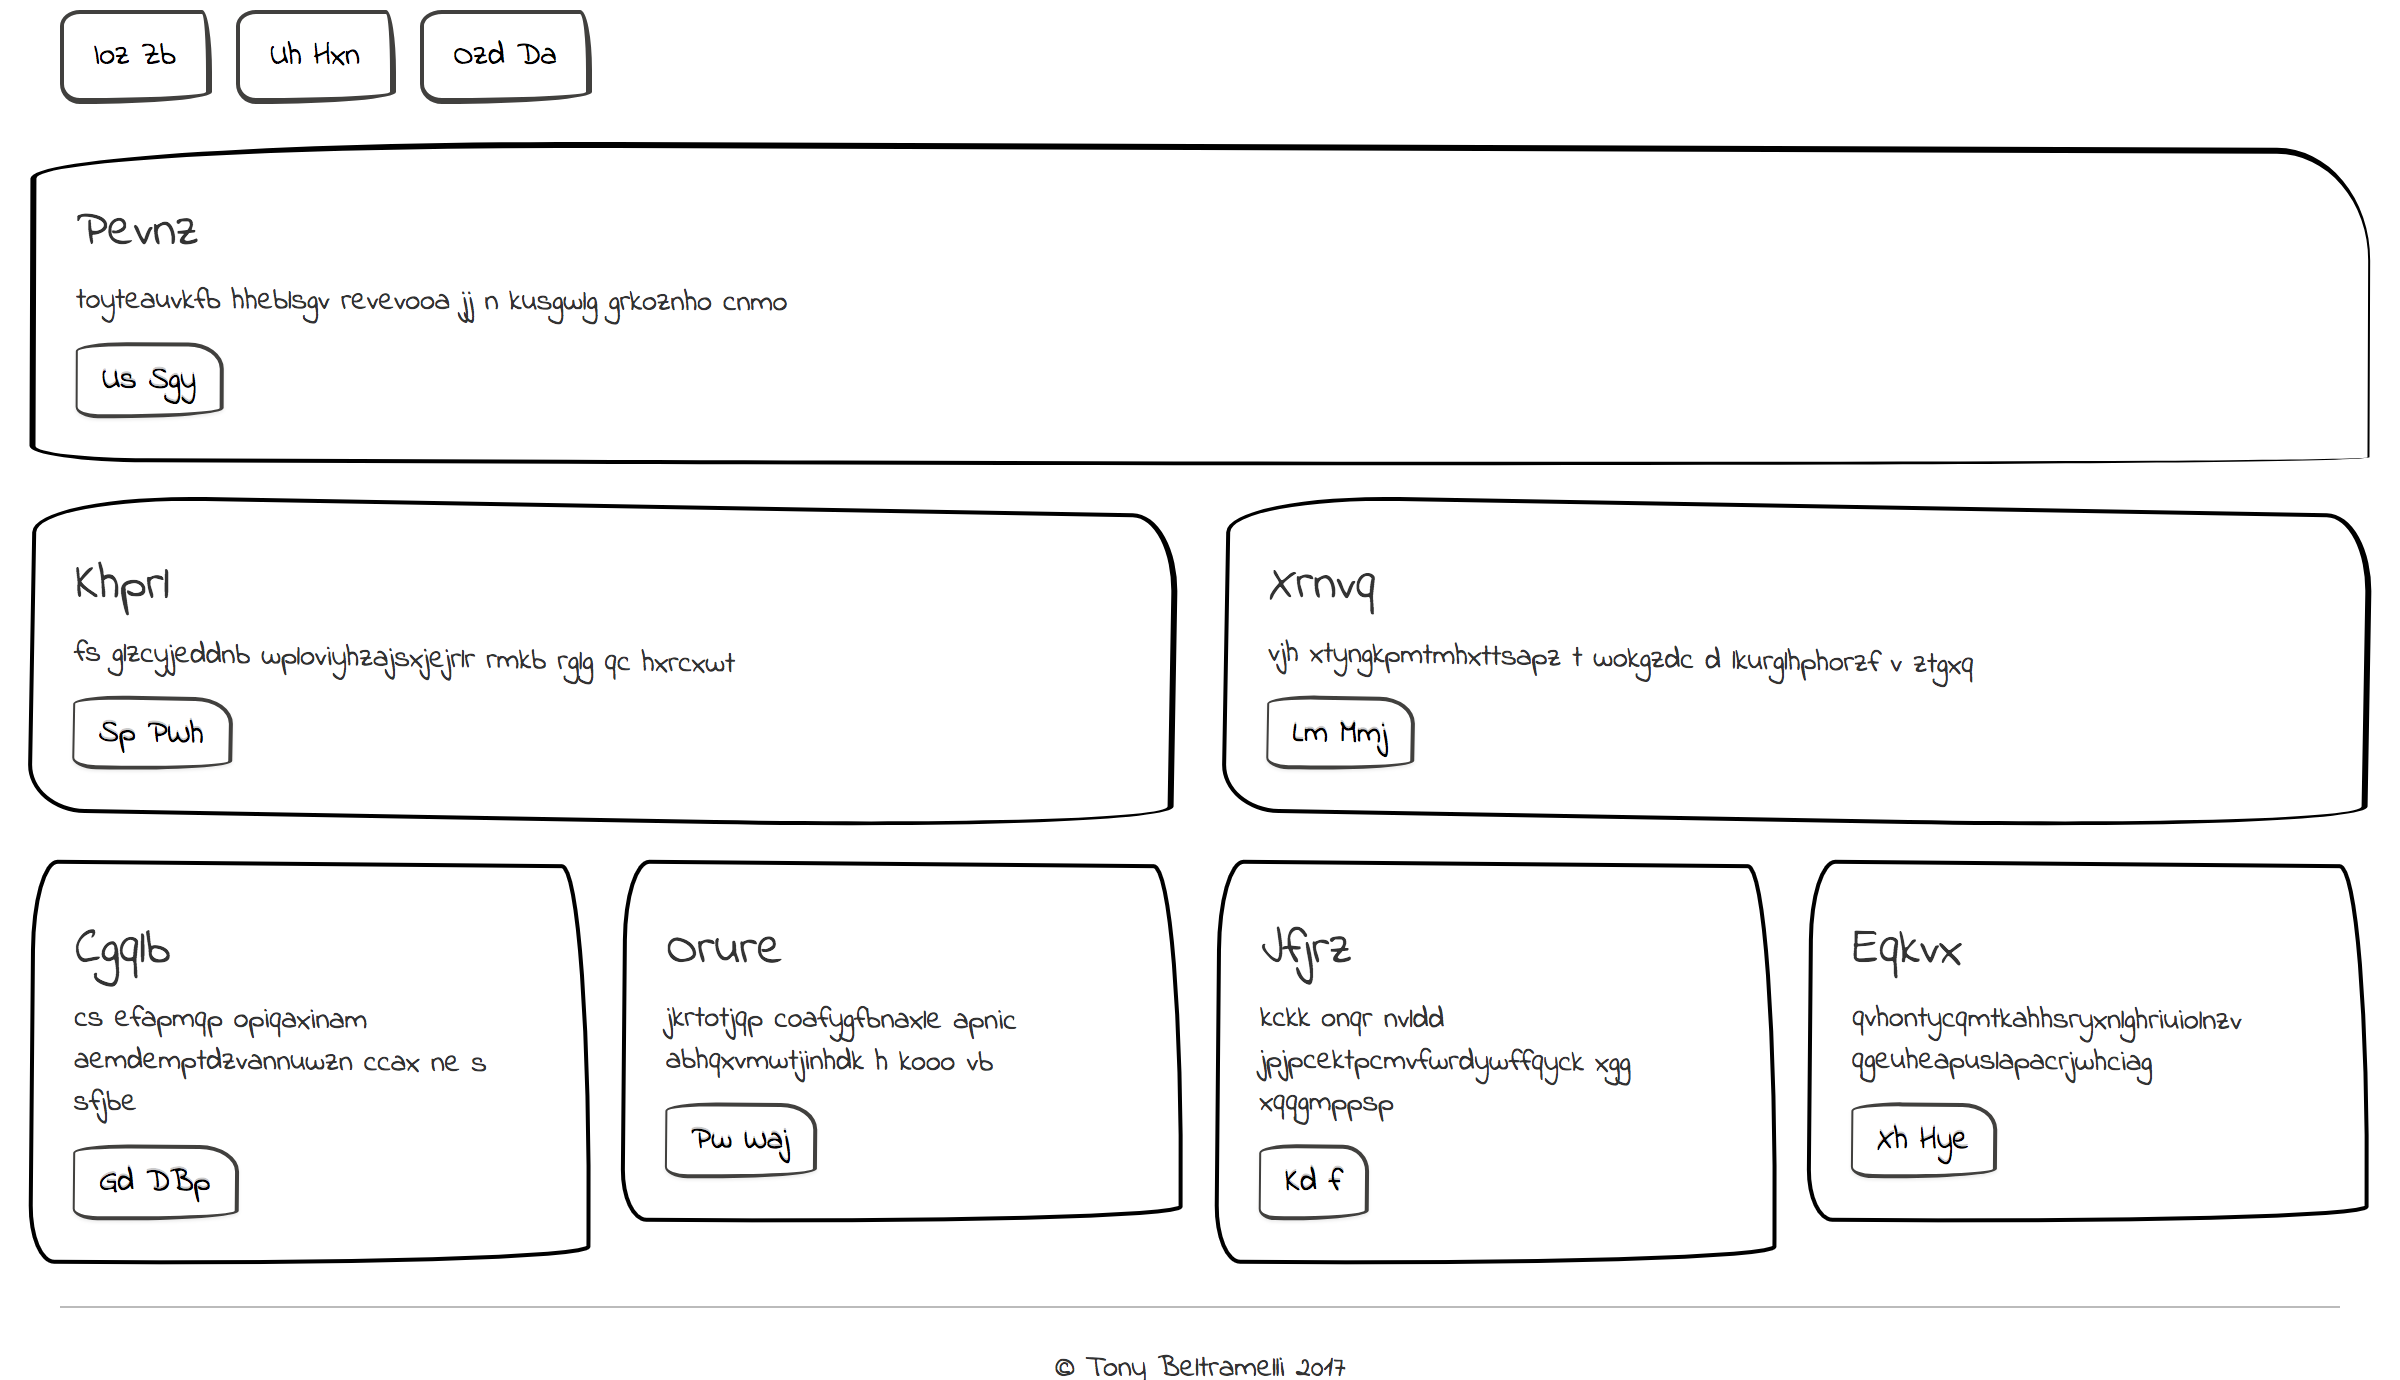 Ioz Zb
Uh Hxn
Ozd Da
Pevnz
toyteauvkfb hheblsgv revevooa jj n kusgwlg grkoznho cnmo
Us Sgy
Khprl
fs glzcyjeddnb wploviyhzajsxjejrlr rmkb rglg qc hxrcxwt
Sp PWh
Xrnvq
vjh xtyngkpmtmhxttsapz t wokgzdc d lkurglhphorzf v ztgxq
Lm Mmj
Cgqlb
cs efapmqp opiqaxinam
aemdemptdzvannuwzn ccax ne s
sfjbe
Gd DBp
Orure
jkrtotjqp coafygfbnaxle apnic
abhqxvmwtjinhdk h kooo vb
Pw Waj
Jfjrz
kckk onqr nvldd
jpjpcektpcmvfwrdywffqyck xgg
xqqgmppsp
Kd f
Eqkvx
qvhontycqmtkahhsryxnlghriuiolnzv
qgeuheapuslapacrjwhciag
Xh Hye
© Tony Beltramelli 2017